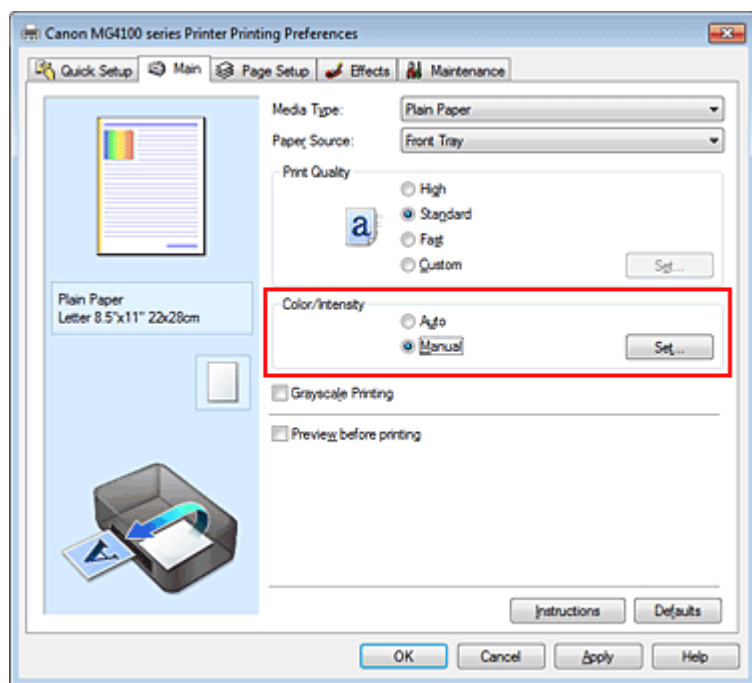 Canon MG4100 series Printer Printing Preferences
Quick Setup Main Page Setup Effects Maintenance
Media Type: Plain Paper
Paper Source: Front Tray
Print Quality
High
a Standard
Fast
Custom Set...
Plain Paper
Letter 8.5"x11" 22x28cm
Color/Intensity
Auto
Manual Set...
Grayscale Printing
Preview before printing
A
Instructions Defaults
OK Cancel Apply Help